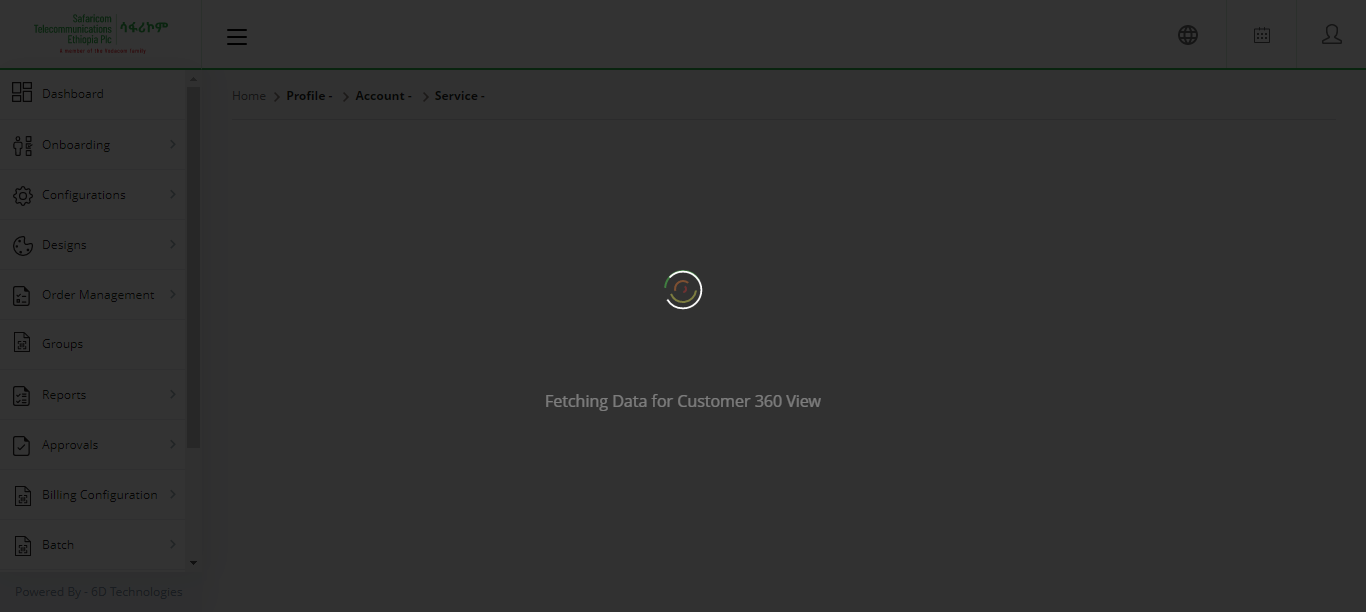 Safaricom
Telecommunications
Ethiopia Plc
ሳፋሪኮም
A member of the Vodacom family
Home
Profile -
Account -
Service -
Dashboard
Onboarding
Configurations
Designs
Order Management
Groups
Reports
Approvals
Billing Configuration
Batch
Fetching Data for Customer 360 View
Powered By - 6D Technologies